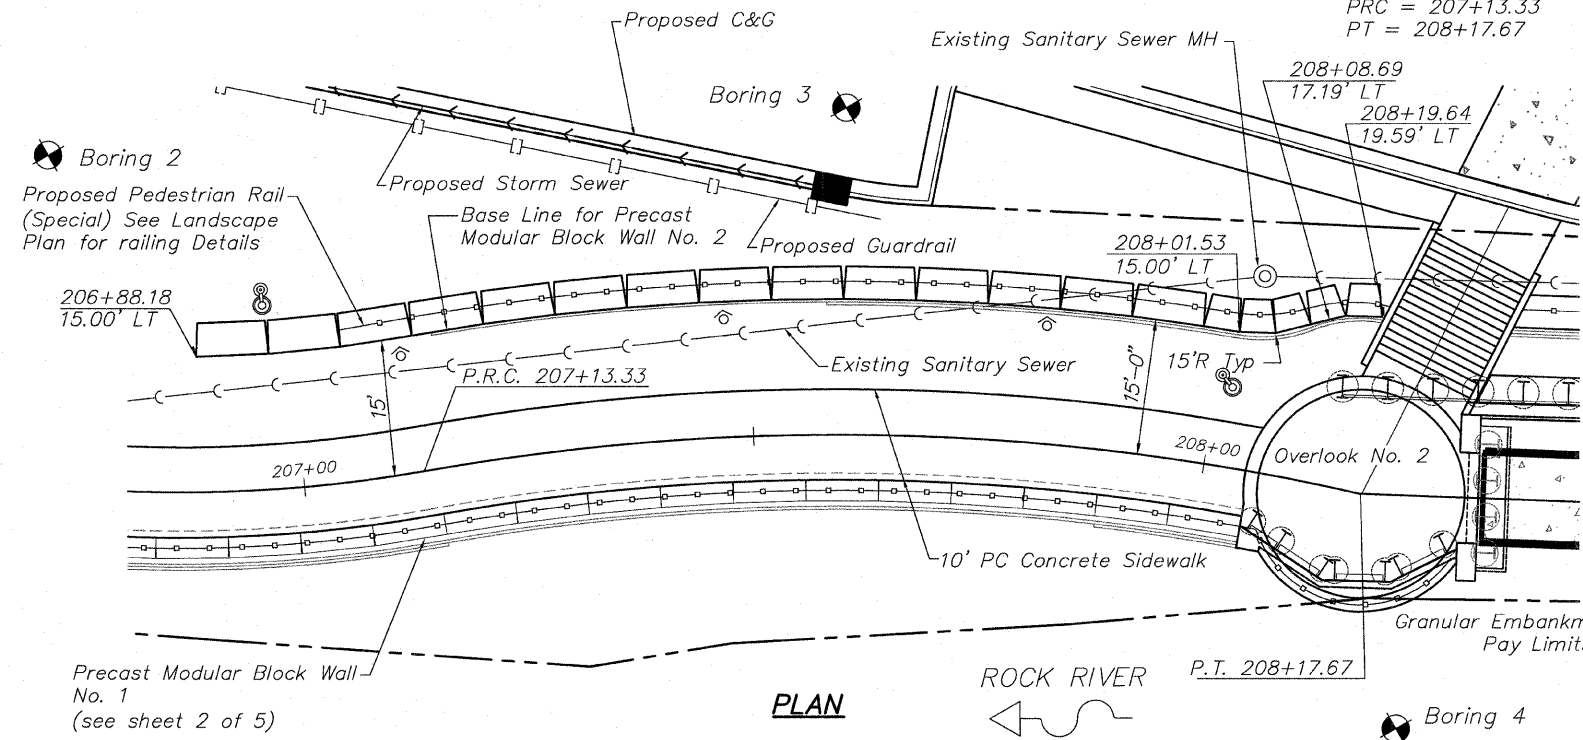 PRC = 207+13.33
PT = 208+17.67
Proposed C&G
Existing Sanitary Sewer MH
208+08.69
17.19' LT
208+19.64
19.59' LT
Boring 3
Boring 2
Proposed Storm Sewer
Proposed Pedestrian Rail
(Special) See Landscape
Plan for railing Details
Base Line for Precast
Modular Block Wall No. 2
Proposed Guardrail
208+01.53
15.00' LT
206+88.18
15.00' LT
Existing Sanitary Sewer
15'R Typ
P.R.C. 207+13.33
15'
15'-0"
207+00
208+00
Overlook No. 2
10' PC Concrete Sidewalk
Granular Embankm
Pay Limit
Precast Modular Block Wall
No. 1
(see sheet 2 of 5)
PLAN
ROCK RIVER
P.T. 208+17.67
Boring 4